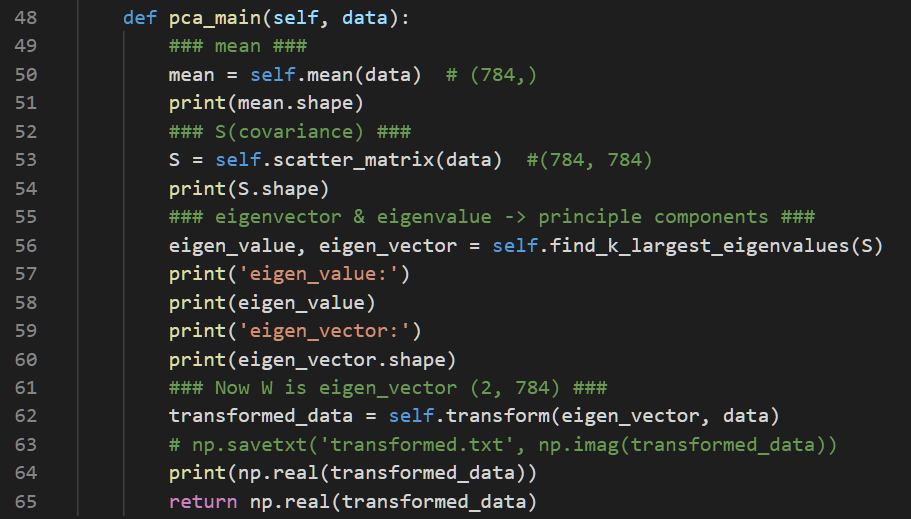 48 def pca_main(self, data):
49 ### mean ###
50 mean = self.mean(data)  # (784,)
51 print(mean.shape)
52 ### S(covariance) ###
53 S = self.scatter_matrix(data)  #(784, 784)
54 print(S.shape)
55 ### eigenvector & eigenvalue -> principle components ###
56 eigen_value, eigen_vector = self.find_k_largest_eigenvalues(S)
57 print('eigen_value:')
58 print(eigen_value)
59 print('eigen_vector:')
60 print(eigen_vector.shape)
61 ### Now W is eigen_vector (2, 784) ###
62 transformed_data = self.transform(eigen_vector, data)
63 # np.savetxt('transformed.txt', np.imag(transformed_data))
64 print(np.real(transformed_data))
65 return np.real(transformed_data)